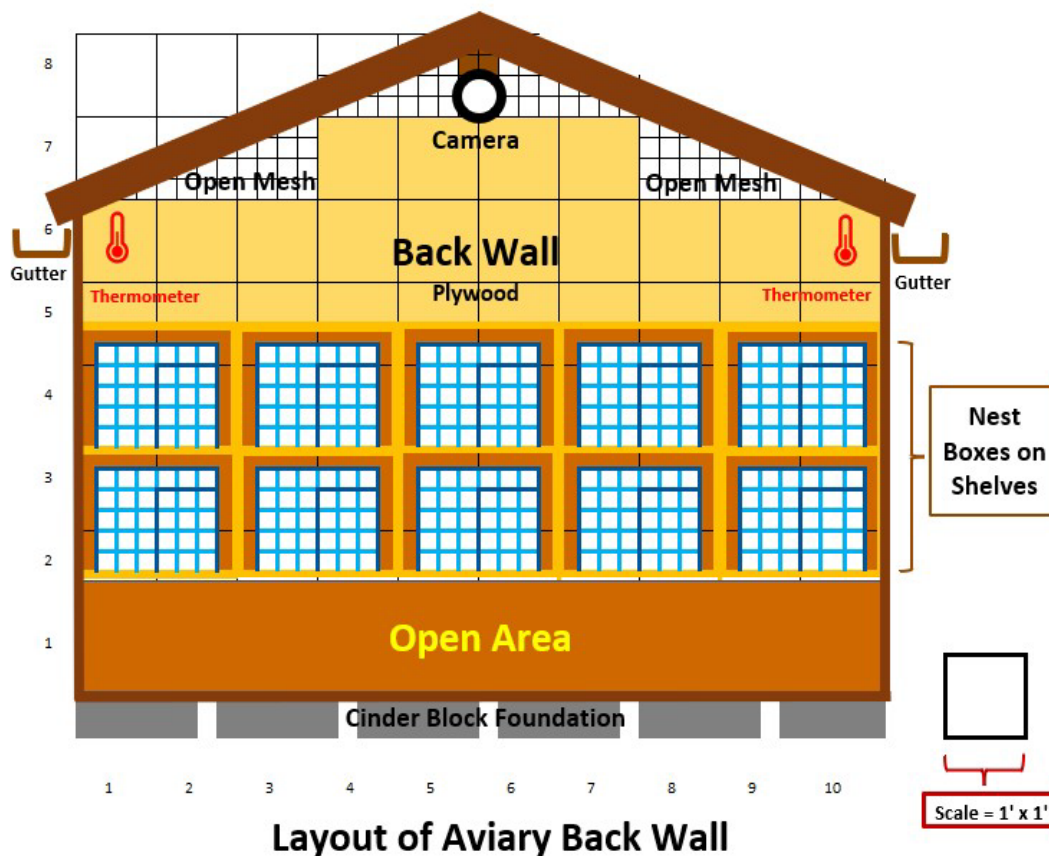 8
Camera
7
Open Mesh
Open Mesh
6
Back Wall
Gutter
Gutter
Thermometer
Plywood
Thermometer
5
4
Nest
Boxes on
Shelves
3
2
1
Open Area
Cinder Block Foundation
1 2 3 4 5 6 7 8 9 10
Scale = 1' x 1'
Layout of Aviary Back Wall